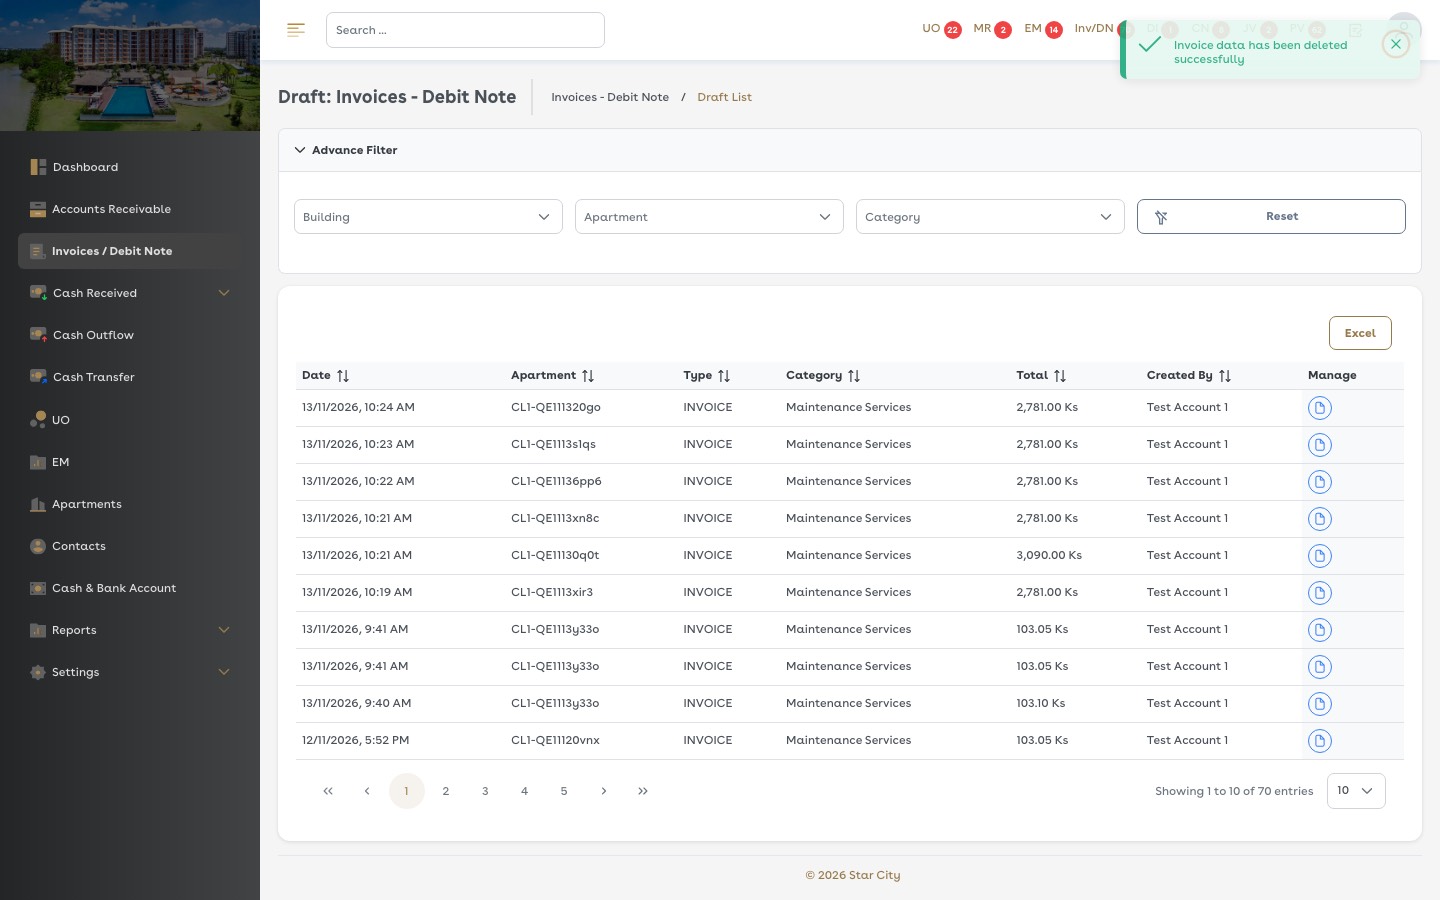 Search ...
UO 22 MR 2 EM 14 Inv/DN
Invoice data has been deleted
successfully
Draft: Invoices - Debit Note
Invoices - Debit Note / Draft List
Dashboard
Accounts Receivable
Invoices / Debit Note
Cash Received
Cash Outflow
Cash Transfer
UO
EM
Apartments
Contacts
Cash & Bank Account
Reports
Settings
Advance Filter
Building Apartment Category Reset
Excel
Date Apartment Type Category Total Created By Manage
13/11/2026, 10:24 AM CL1-QE111320go INVOICE Maintenance Services 2,781.00 Ks Test Account 1
13/11/2026, 10:23 AM CL1-QE1113s1qs INVOICE Maintenance Services 2,781.00 Ks Test Account 1
13/11/2026, 10:22 AM CL1-QE11136pp6 INVOICE Maintenance Services 2,781.00 Ks Test Account 1
13/11/2026, 10:21 AM CL1-QE1113xn8c INVOICE Maintenance Services 2,781.00 Ks Test Account 1
13/11/2026, 10:21 AM CL1-QE11130q0t INVOICE Maintenance Services 3,090.00 Ks Test Account 1
13/11/2026, 10:19 AM CL1-QE1113xir3 INVOICE Maintenance Services 2,781.00 Ks Test Account 1
13/11/2026, 9:41 AM CL1-QE1113y33o INVOICE Maintenance Services 103.05 Ks Test Account 1
13/11/2026, 9:41 AM CL1-QE1113y33o INVOICE Maintenance Services 103.05 Ks Test Account 1
13/11/2026, 9:40 AM CL1-QE1113y33o INVOICE Maintenance Services 103.10 Ks Test Account 1
12/11/2026, 5:52 PM CL1-QE11120vnx INVOICE Maintenance Services 103.05 Ks Test Account 1
« ‹ 1 2 3 4 5 › »
Showing 1 to 10 of 70 entries 10
© 2026 Star City